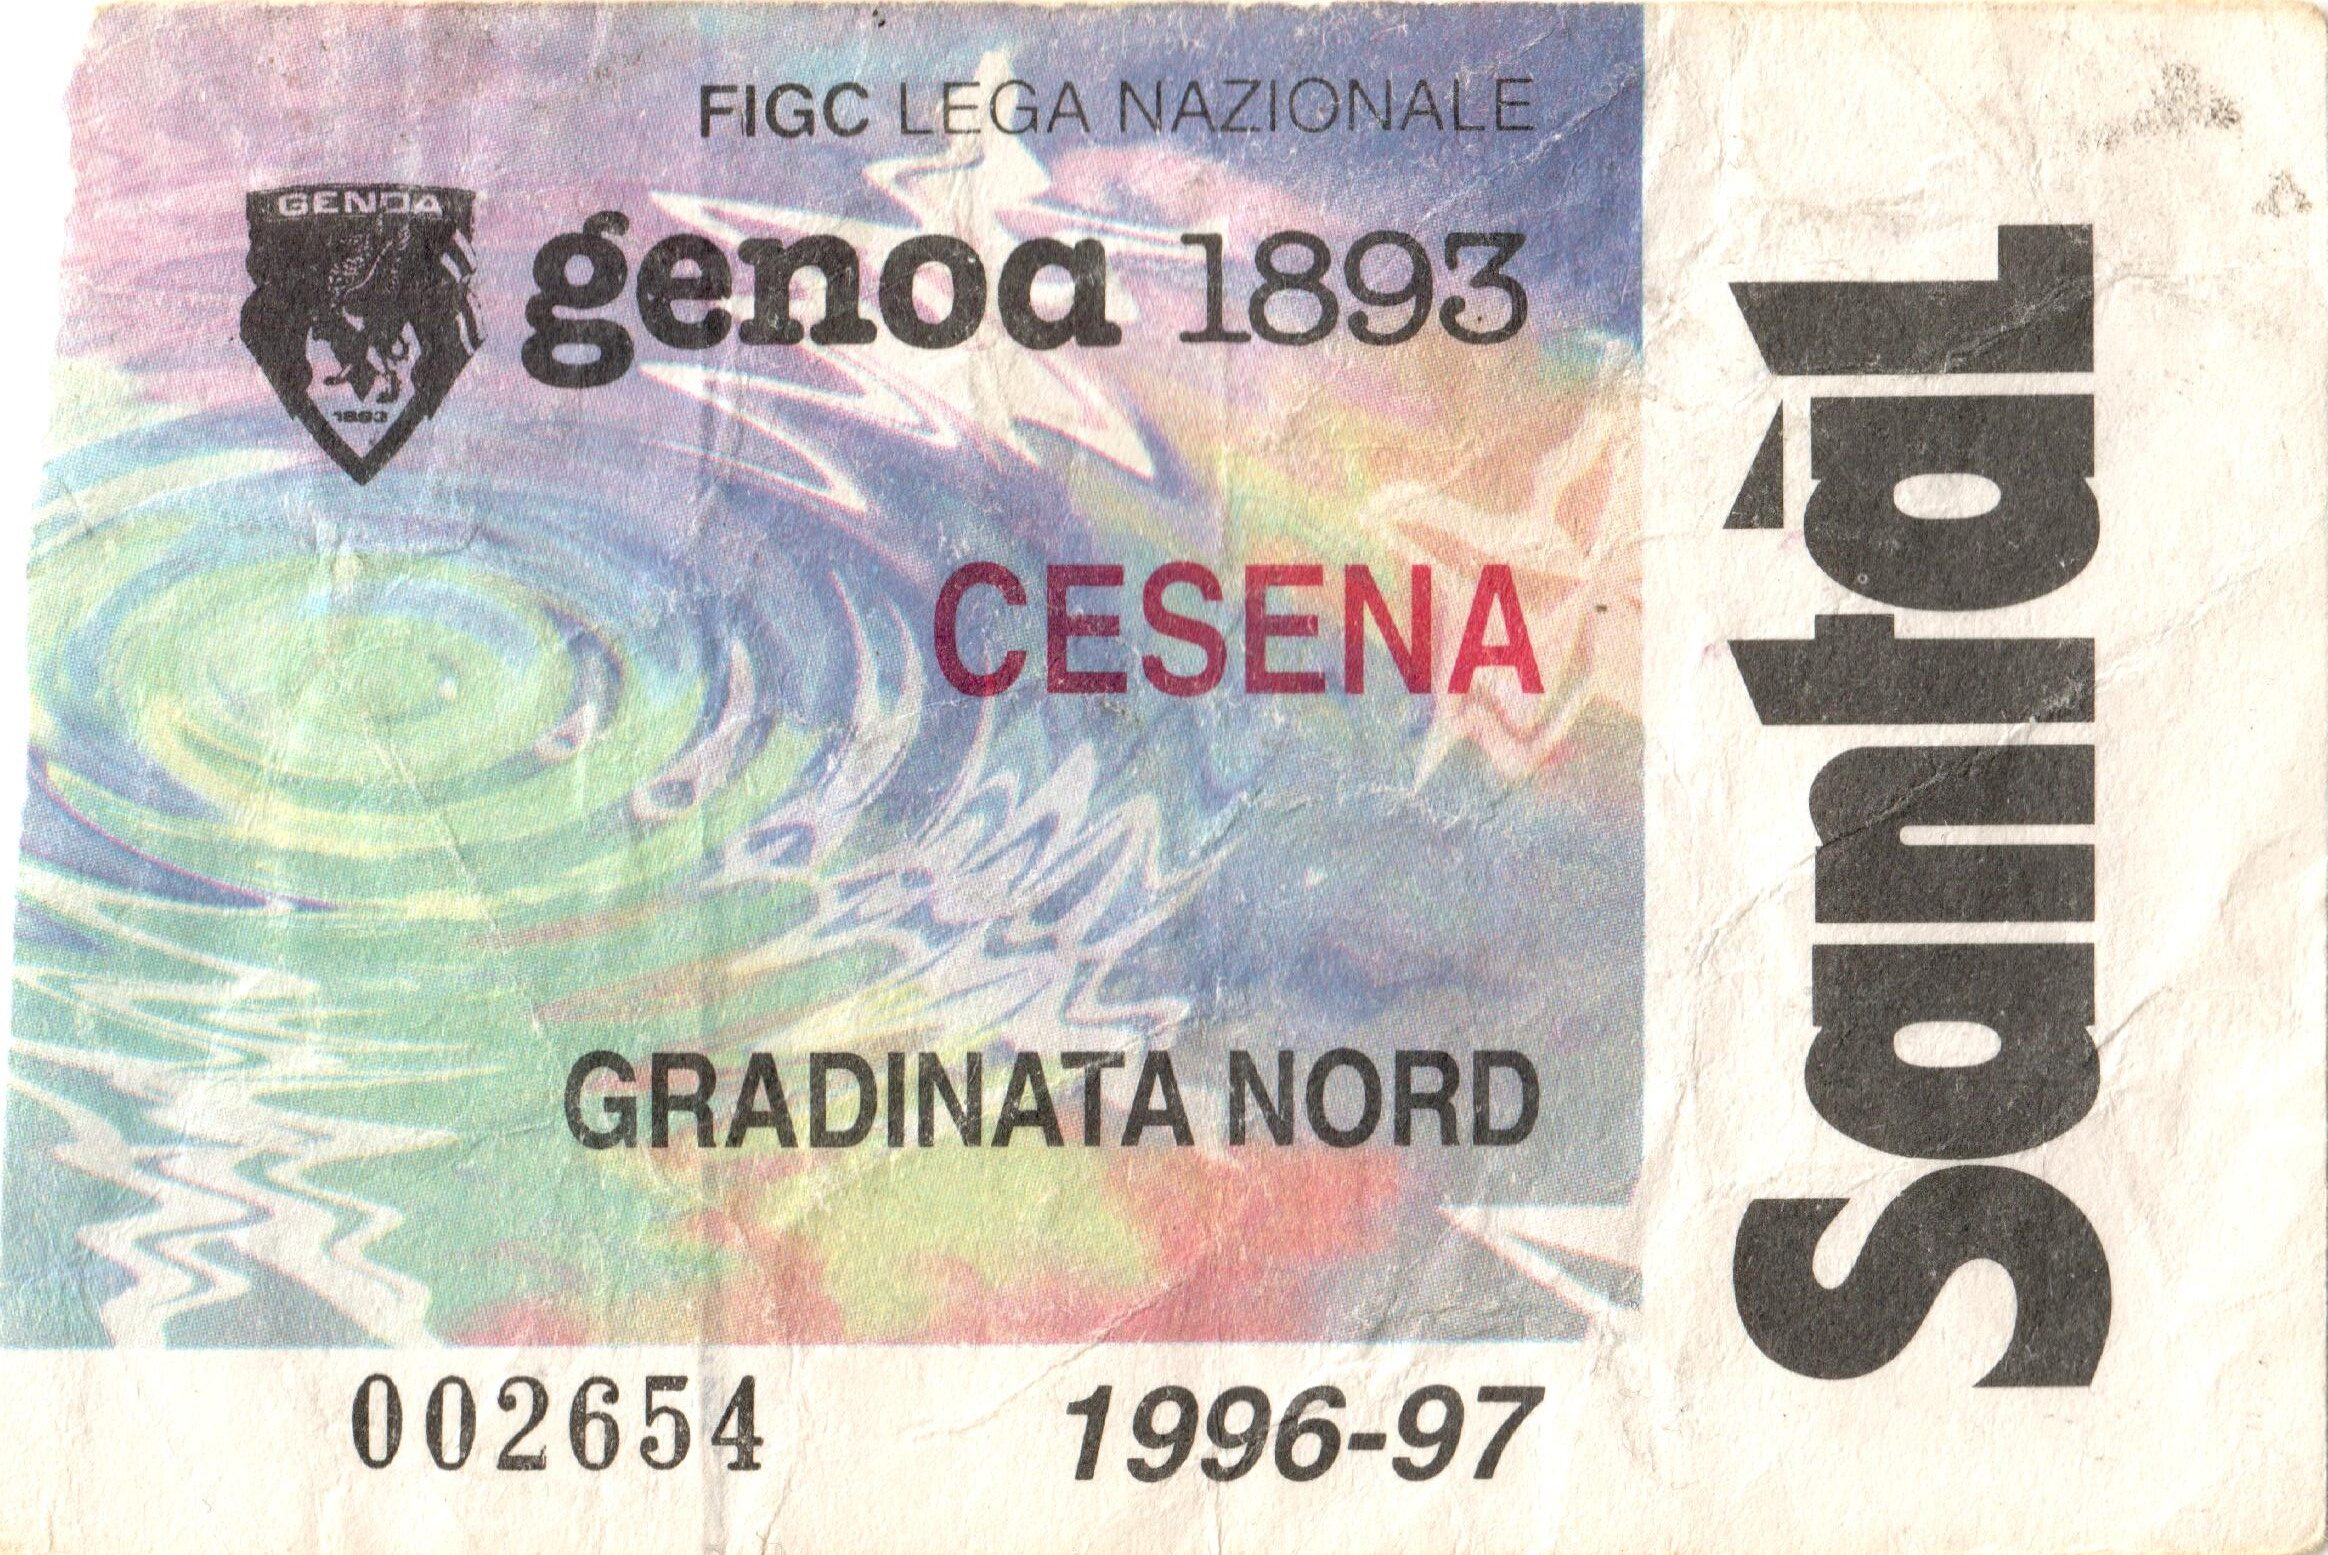 FIGC LEGA NAZIONALE
GENOA
1893
genoa 1893
CESENA
GRADINATA NORD
002654
1996-97
Santàl